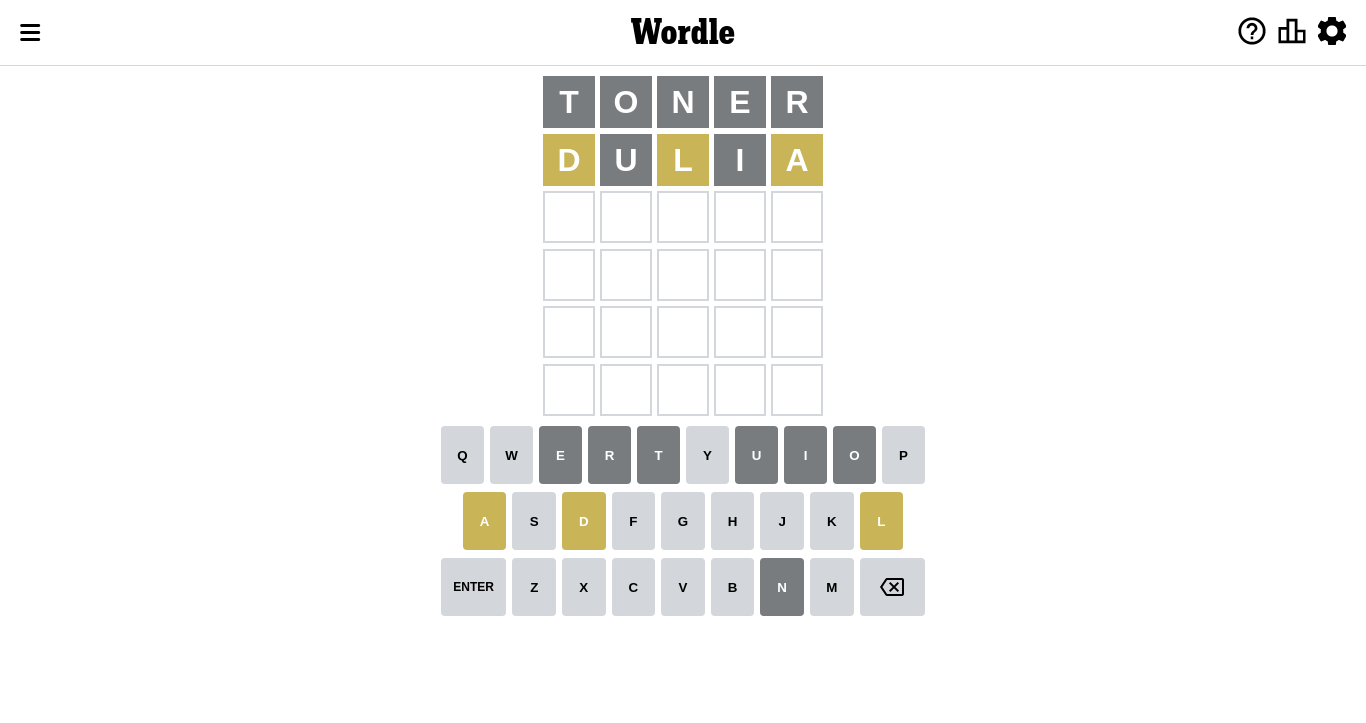 Wordle
T O N E R
D U L I A
Q W E R T Y U I O P
A S D F G H J K L
ENTER Z X C V B N M